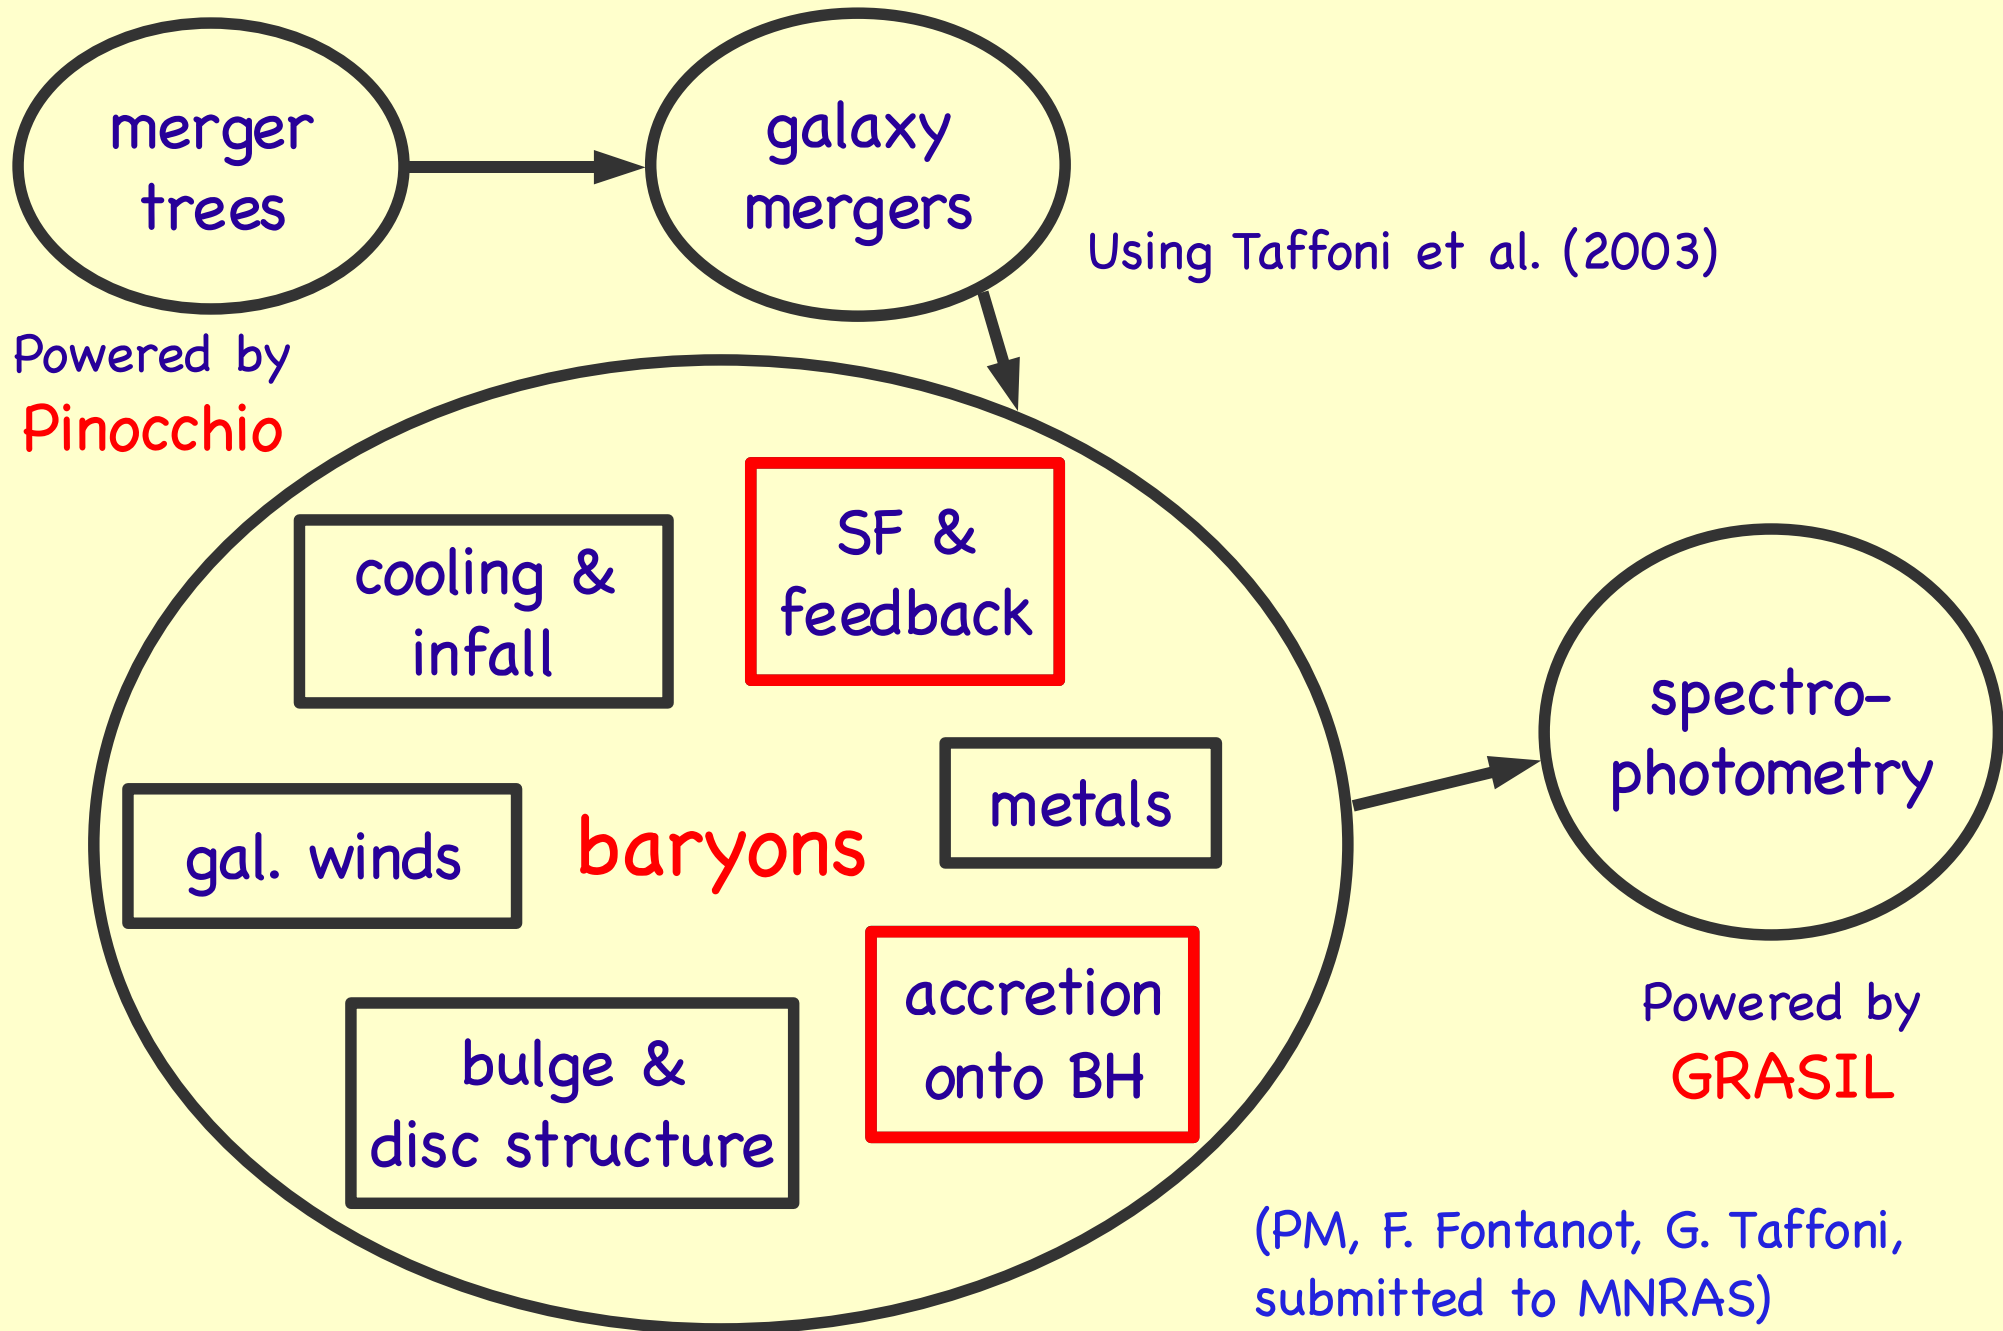 merger
trees
galaxy
mergers
Using Taffoni et al. (2003)
Powered by
Pinocchio
SF &
feedback
cooling &
infall
metals
gal. winds
baryons
accretion
onto BH
bulge &
disc structure
spectro-
photometry
Powered by
GRASIL
(PM, F. Fontanot, G. Taffoni,
submitted to MNRAS)